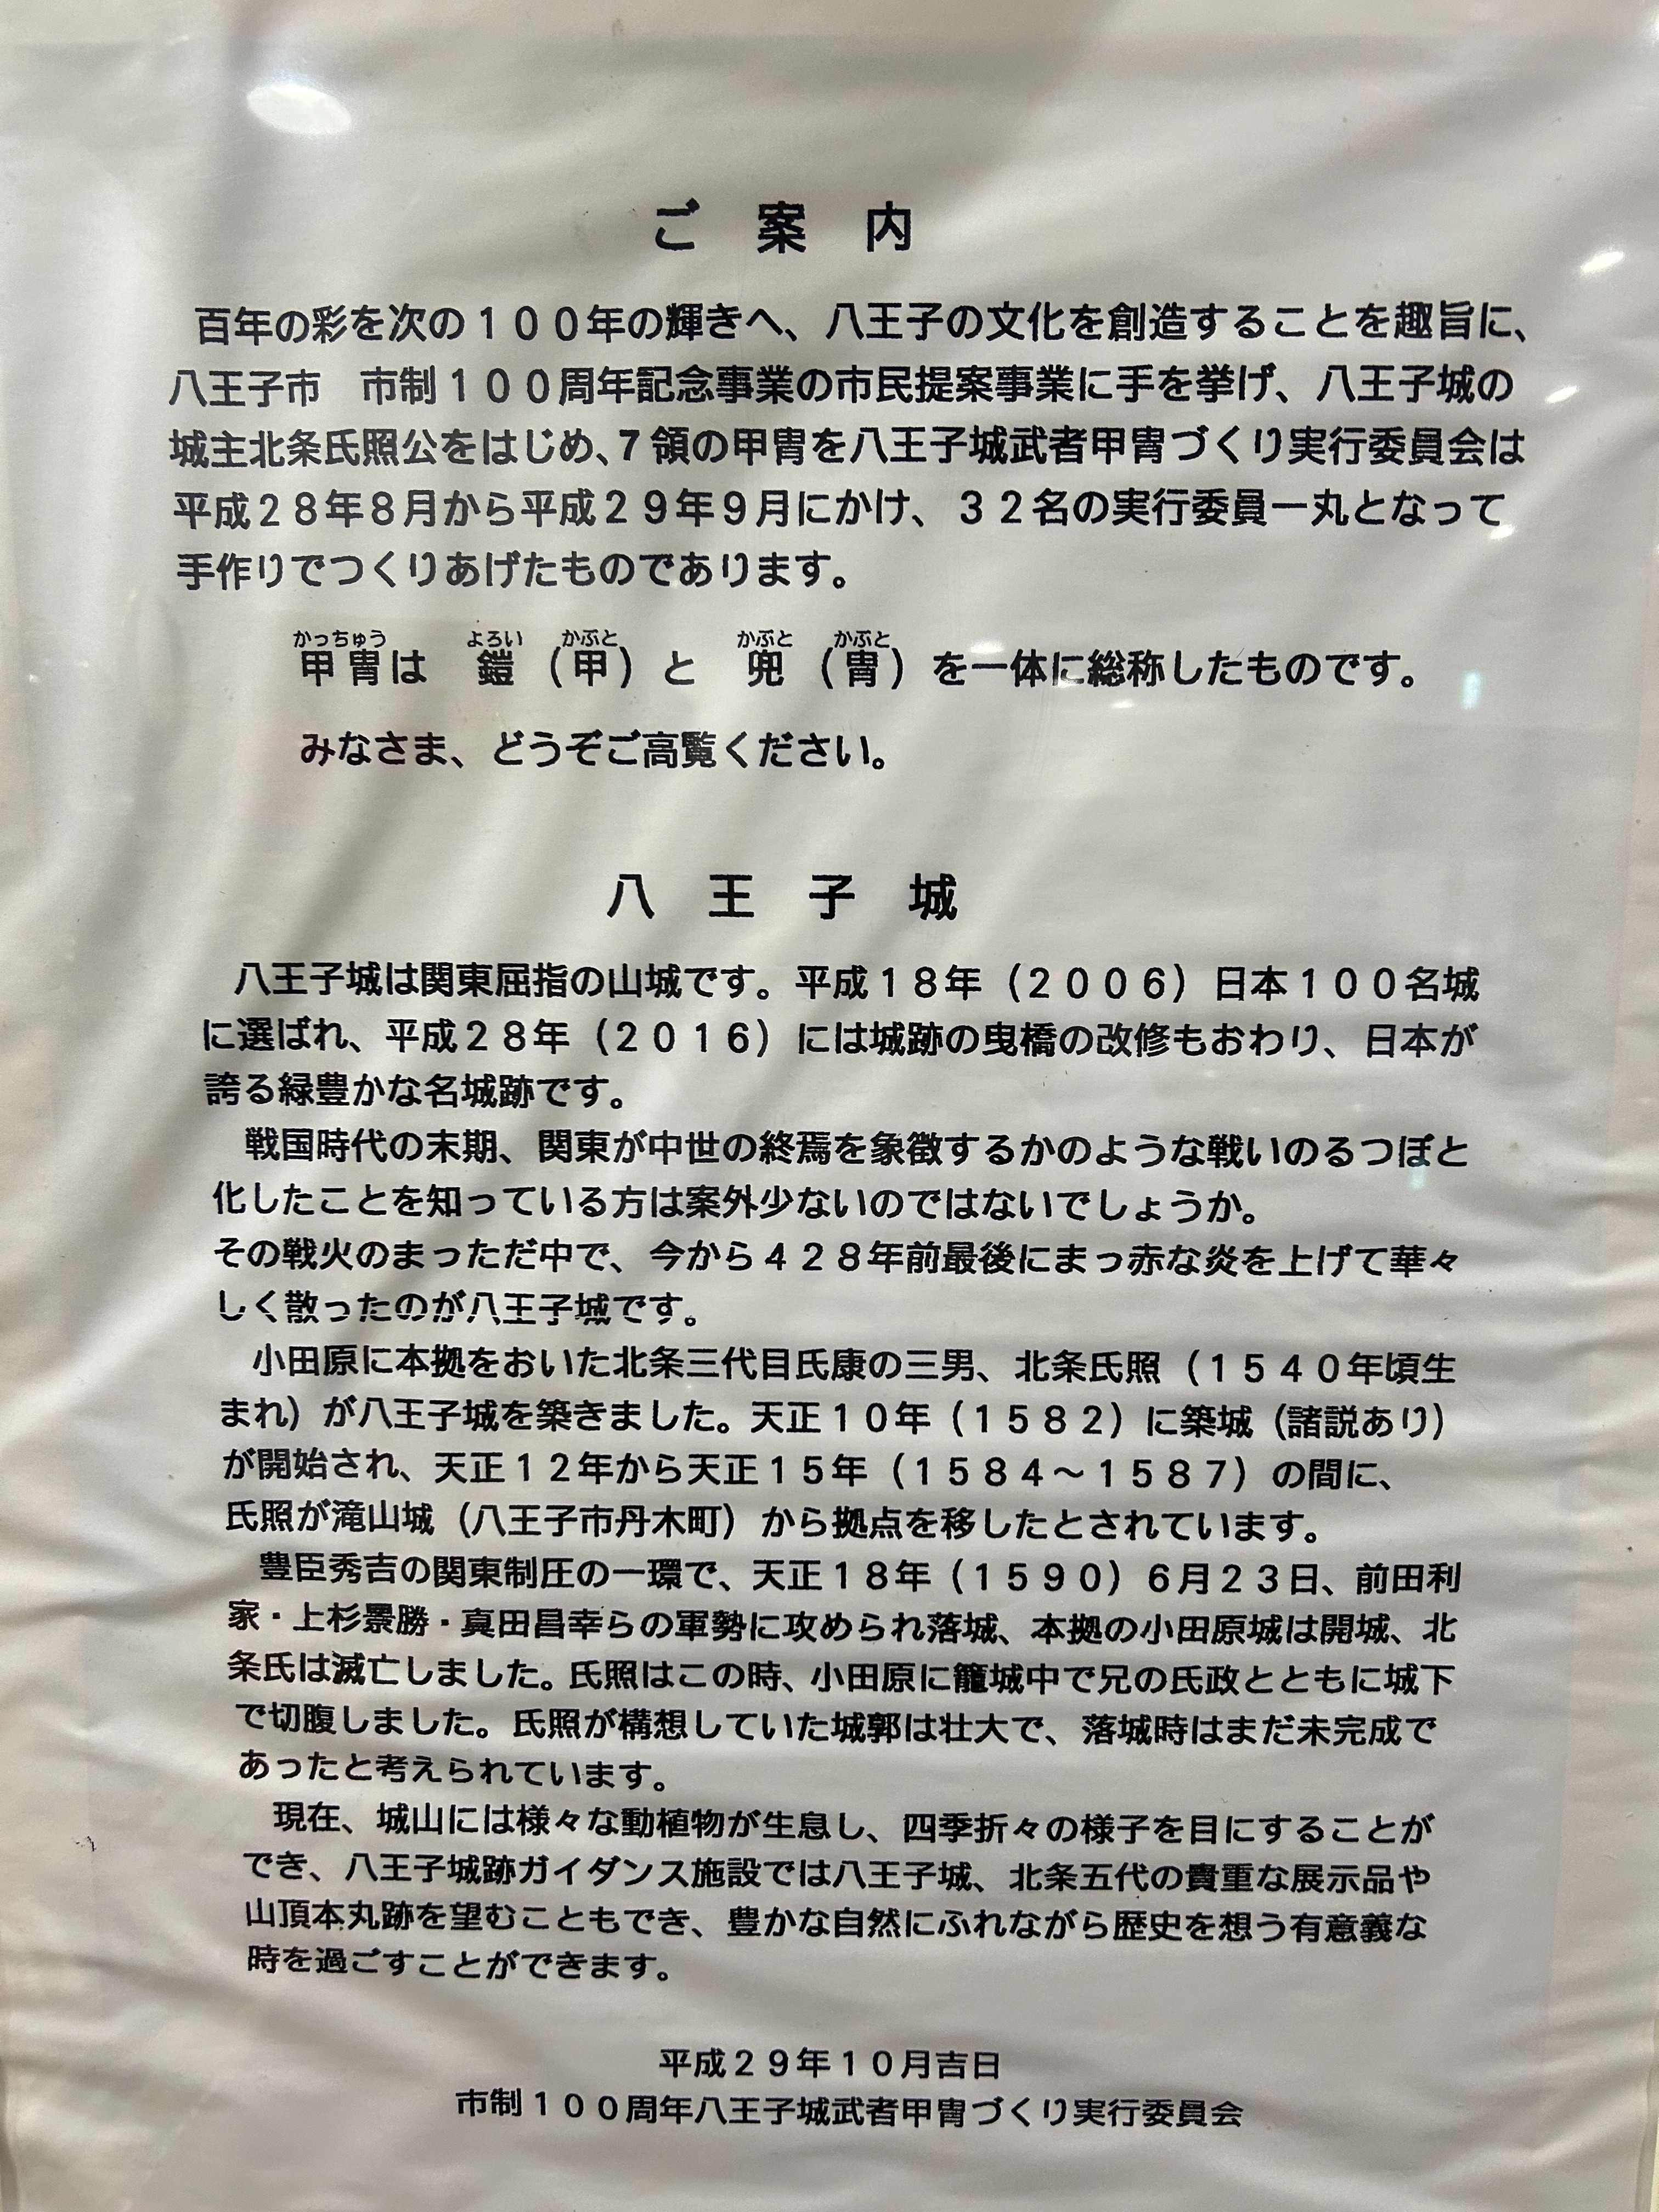 ご案内
百年の彩を次の１００年の輝きへ、八王子の文化を創造することを趣旨に、
八王子市　市制１００周年記念事業の市民提案事業に手を挙げ、八王子城の
城主北条氏照公をはじめ、７領の甲冑を八王子城武者甲冑づくり実行委員会は
平成２８年８月から平成２９年９月にかけ、３２名の実行委員一丸となって
手作りでつくりあげたものであります。
かっちゅう　よろい　かぶと　かぶと　かぶと
甲冑は　鎧（甲）と　兜（冑）を一体に総称したものです。
みなさま、どうぞご高覧ください。
八王子城
八王子城は関東屈指の山城です。平成１８年（２００６）日本１００名城
に選ばれ、平成２８年（２０１６）には城跡の曳橋の改修もおわり、日本が
誇る緑豊かな名城跡です。
戦国時代の末期、関東が中世の終焉を象徴するかのような戦いのるつぼと
化したことを知っている方は案外少ないのではないでしょうか。
その戦火のまっただ中で、今から４２８年前最後にまっ赤な炎を上げて華々
しく散ったのが八王子城です。
小田原に本拠をおいた北条三代目氏康の三男、北条氏照（１５４０年頃生
まれ）が八王子城を築きました。天正１０年（１５８２）に築城（諸説あり）
が開始され、天正１２年から天正１５年（１５８４～１５８７）の間に、
氏照が滝山城（八王子市丹木町）から拠点を移したとされています。
豊臣秀吉の関東制圧の一環で、天正１８年（１５９０）６月２３日、前田利
家・上杉景勝・真田昌幸らの軍勢に攻められ落城、本拠の小田原城は開城、北
条氏は滅亡しました。氏照はこの時、小田原に籠城中で兄の氏政とともに城下
で切腹しました。氏照が構想していた城郭は壮大で、落城時はまだ未完成で
あったと考えられています。
現在、城山には様々な動植物が生息し、四季折々の様子を目にすることが
でき、八王子城跡ガイダンス施設では八王子城、北条五代の貴重な展示品や
山頂本丸跡を望むこともでき、豊かな自然にふれながら歴史を想う有意義な
時を過ごすことができます。
平成２９年１０月吉日
市制１００周年八王子城武者甲冑づくり実行委員会